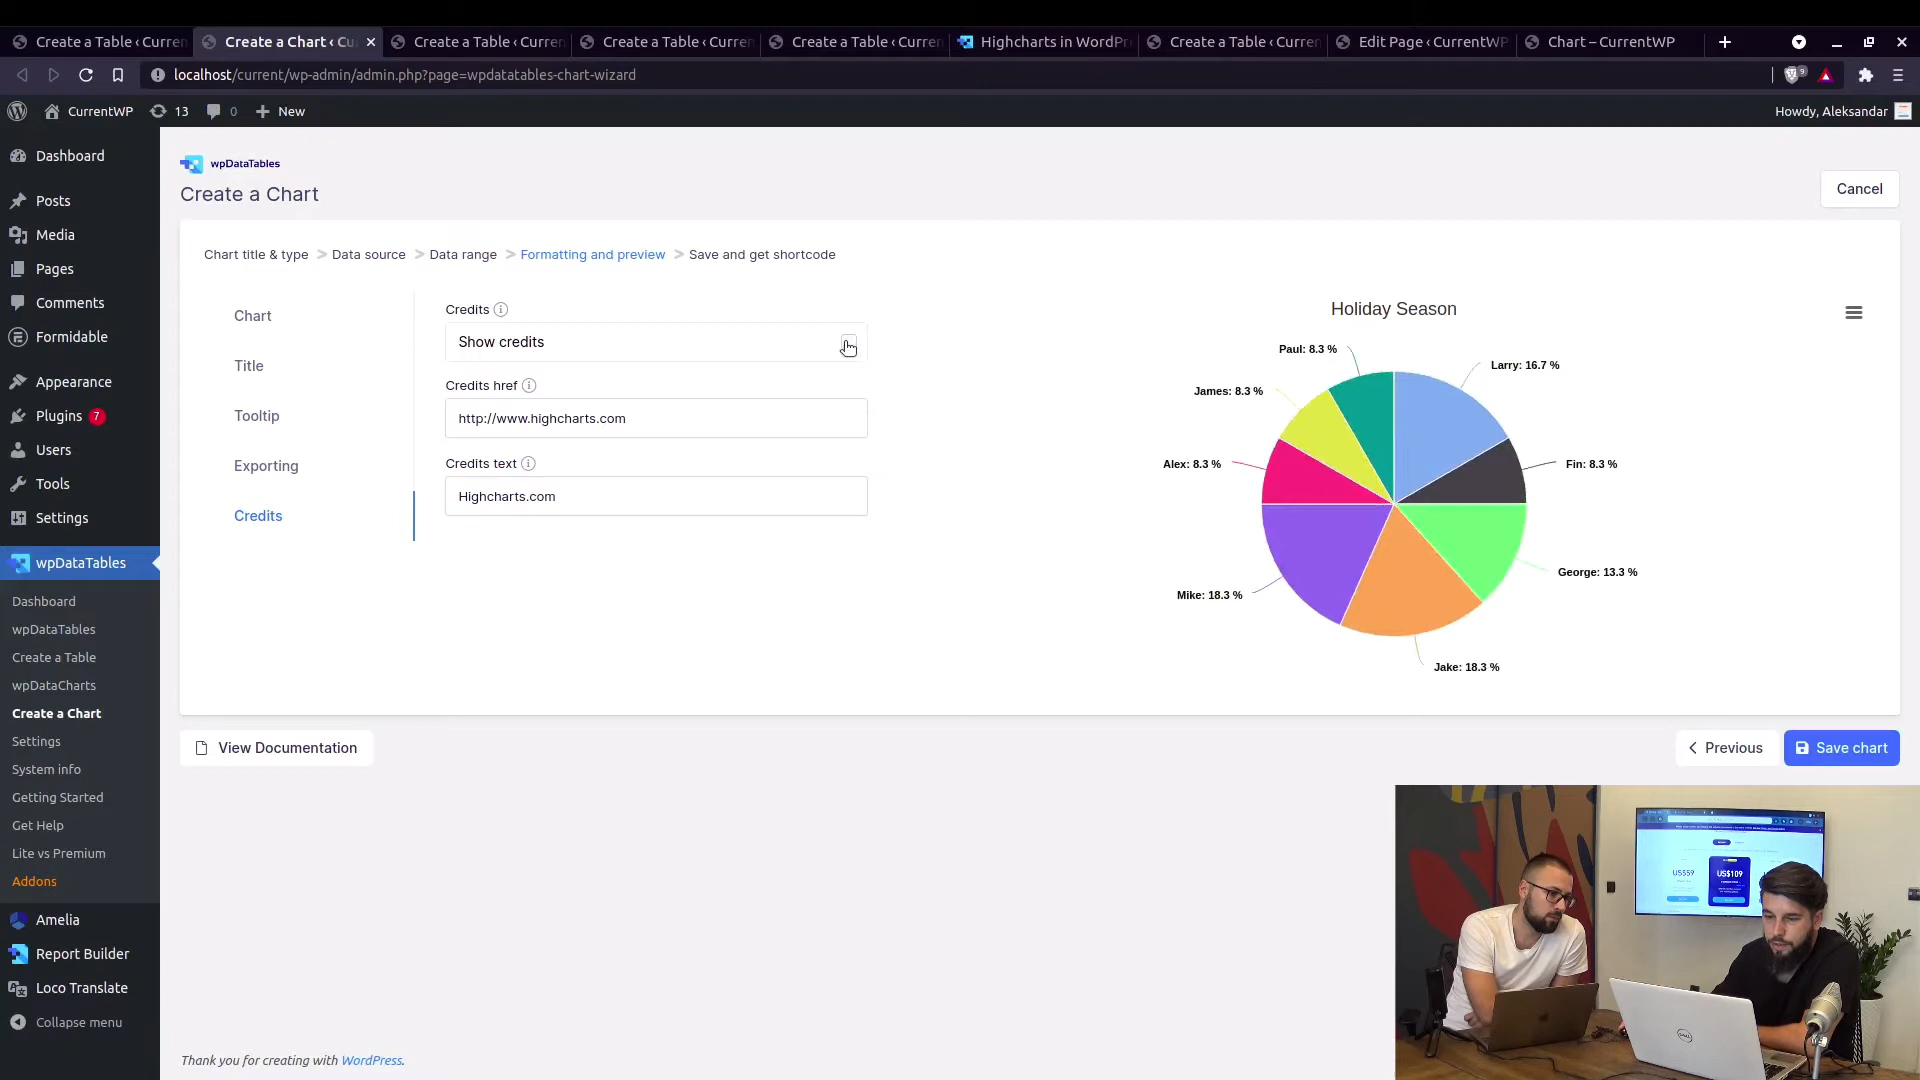 Create a Table ‹ Curren
Create a Chart ‹ Cu
Create a Table ‹ Curren
Create a Table ‹ Curren
Create a Table ‹ Curren
Highcharts in WordPr
Create a Table ‹ Curren
Edit Page ‹ CurrentWP
Chart – CurrentWP
localhost/current/wp-admin/admin.php?page=wpdatatables-chart-wizard
9
CurrentWP
13
0
New
Howdy, Aleksandar
Dashboard
Posts
Media
Pages
Comments
Formidable
Appearance
Plugins 7
Users
Tools
Settings
wpDataTables
Dashboard
wpDataTables
Create a Table
wpDataCharts
Create a Chart
Settings
System info
Getting Started
Get Help
Lite vs Premium
Addons
Amelia
Report Builder
Loco Translate
Collapse menu
wpDataTables
Create a Chart
Cancel
Chart title & type > Data source > Data range > Formatting and preview > Save and get shortcode
Chart
Title
Tooltip
Exporting
Credits
Credits
Show credits
Credits href
http://www.highcharts.com
Credits text
Highcharts.com
Holiday Season
Paul: 8.3 %
Larry: 16.7 %
James: 8.3 %
Alex: 8.3 %
Fin: 8.3 %
George: 13.3 %
Mike: 18.3 %
Jake: 18.3 %
View Documentation
Previous
Save chart
US$59
US$109
DELL
Thank you for creating with WordPress.